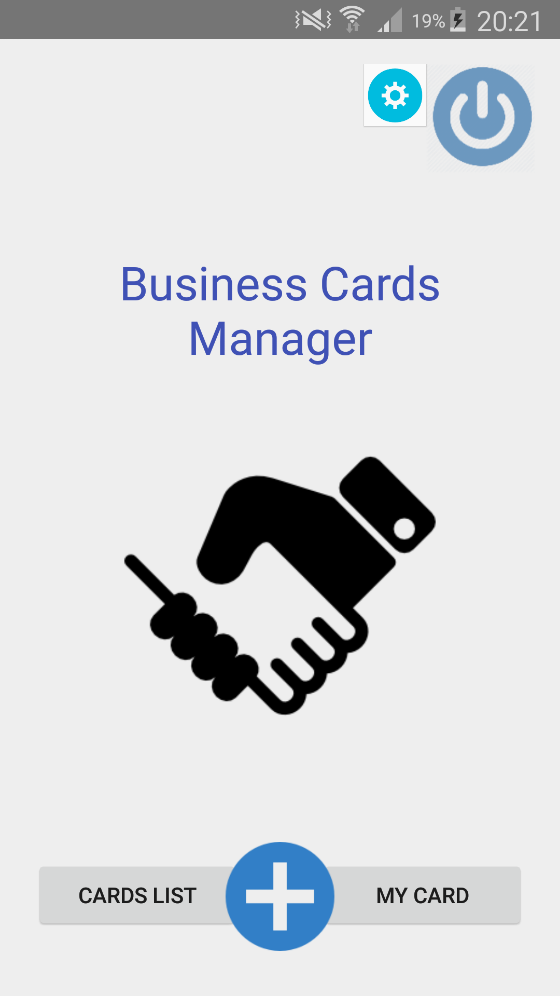 19% 20:21
Business Cards
Manager
CARDS LIST
MY CARD